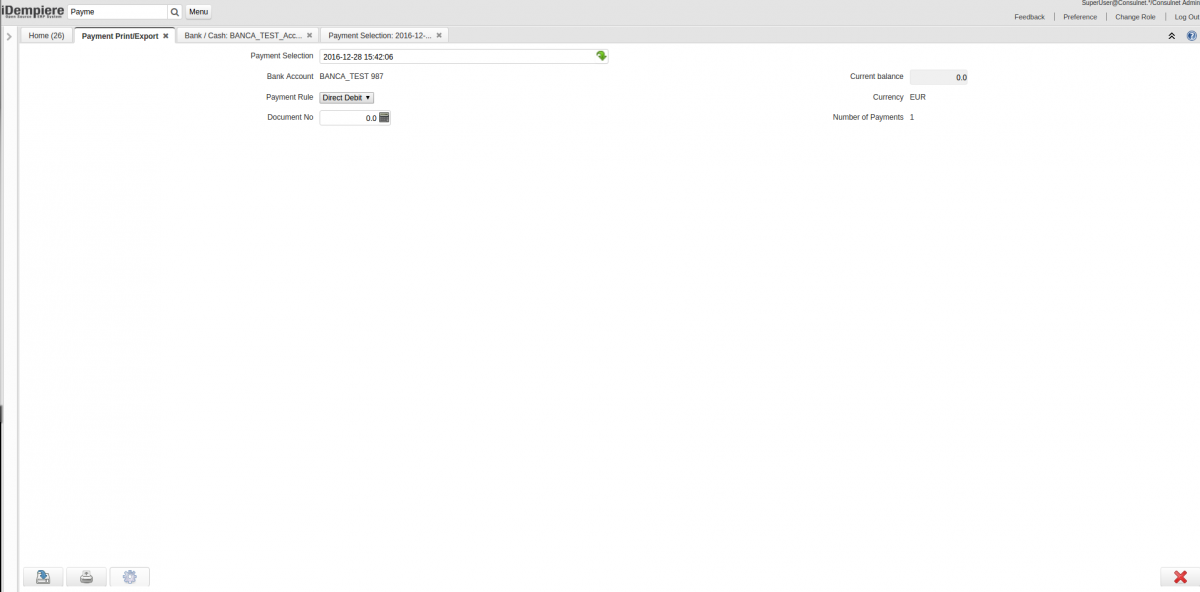 SuperUser@Consulnet.*/Consulnet Admin
iDempiere Payme Menu
Open Source ERP System
Feedback Preference Change Role Log Out
Home (26) Payment Print/Export Bank / Cash: BANCA_TEST_Acc... Payment Selection: 2016-12-...
Payment Selection 2016-12-28 15:42:06
Bank Account BANCA_TEST 987 Current balance 0.0
Payment Rule Direct Debit Currency EUR
Document No 0.0 Number of Payments 1